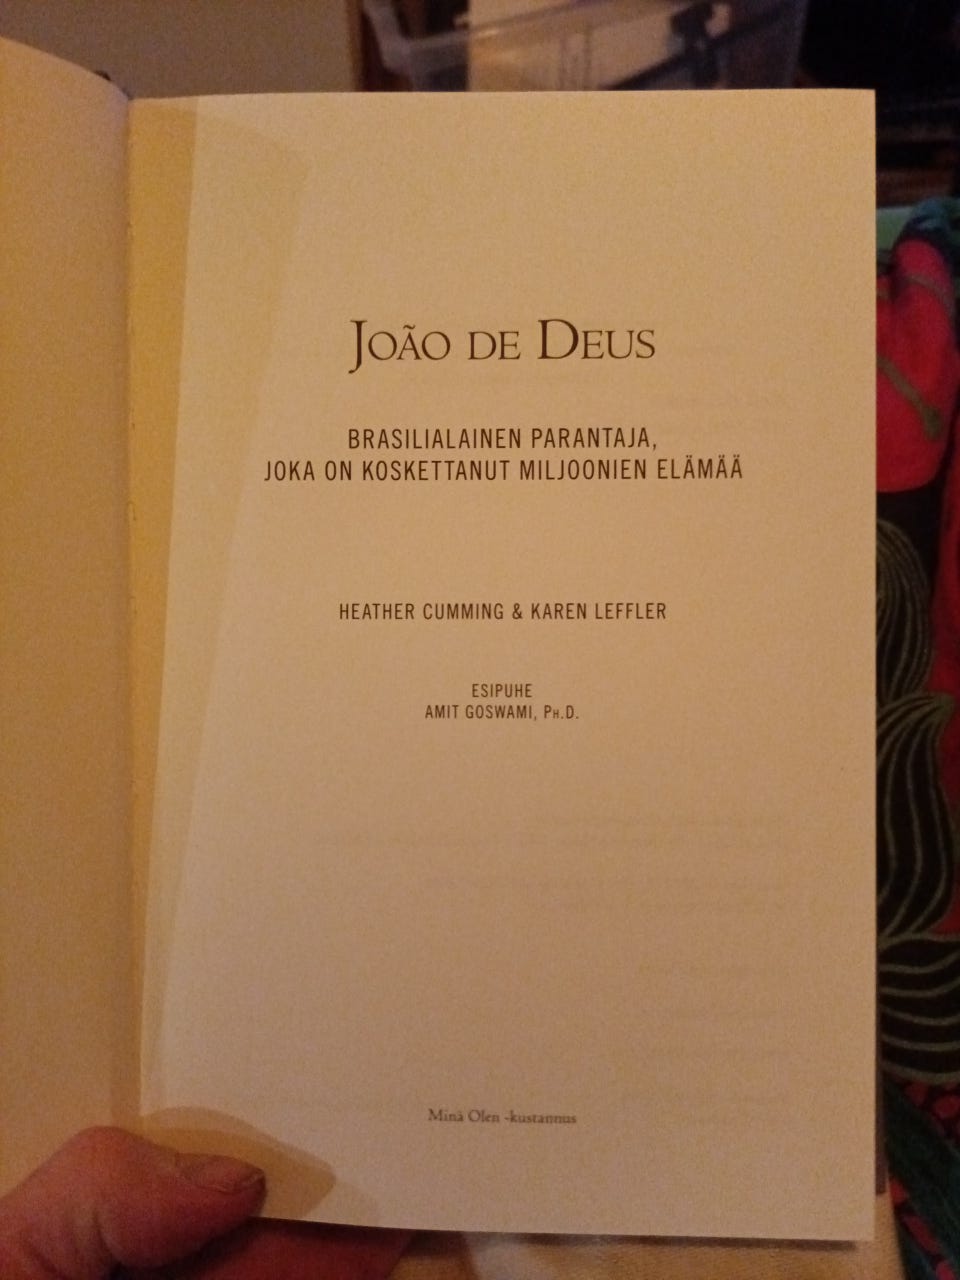 João de Deus
BRASILIALAINEN PARANTAJA,
JOKA ON KOSKETTANUT MILJOONIEN ELÄMÄÄ
HEATHER CUMMING & KAREN LEFFLER
ESIPUHE
AMIT GOSWAMI, Ph.D.
Minä Olen -kustannus